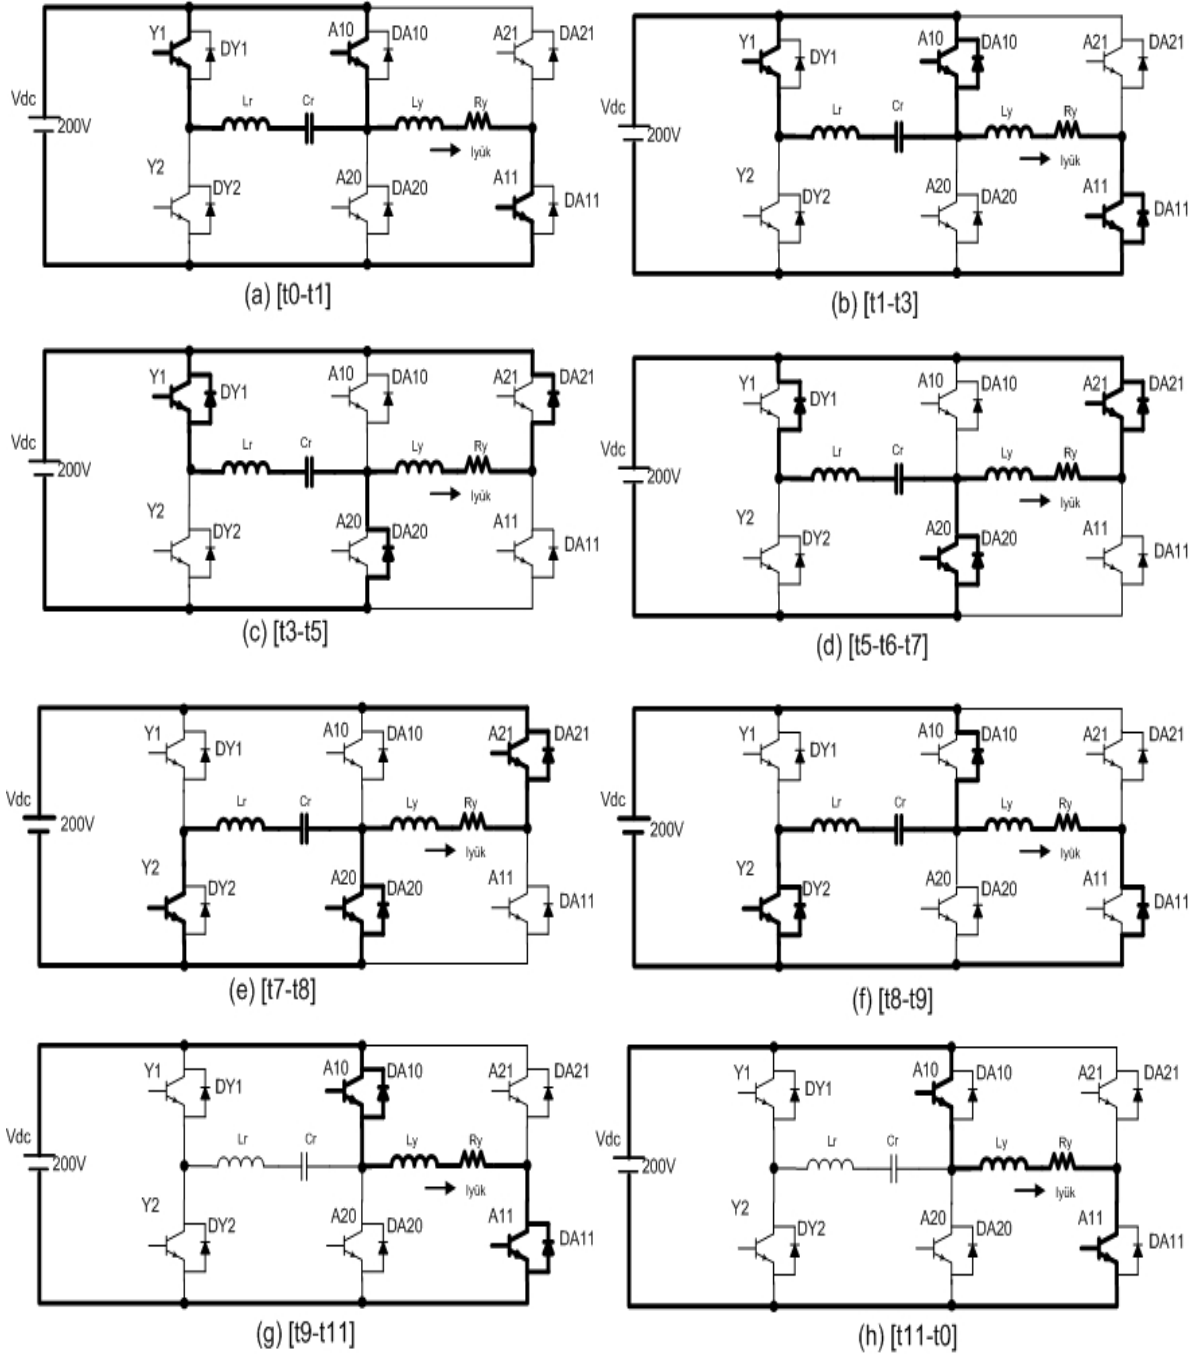 Y1 DY1 A10 DA10 A21 DA21
Vdc 200V Lr Cr Ly Ry
Iyük
Y2 DY2 A20 DA20 A11 DA11
(a) [t0-t1]
Y1 DY1 A10 DA10 A21 DA21
Vdc 200V Lr Cr Ly Ry
Iyük
Y2 DY2 A20 DA20 A11 DA11
(b) [t1-t3]
Y1 DY1 A10 DA10 A21 DA21
Vdc 200V Lr Cr Ly Ry
Iyük
Y2 DY2 A20 DA20 A11 DA11
(c) [t3-t5]
Y1 DY1 A10 DA10 A21 DA21
Vdc 200V Lr Cr Ly Ry
Iyük
Y2 DY2 A20 DA20 A11 DA11
(d) [t5-t6-t7]
Y1 DY1 A10 DA10 A21 DA21
Vdc 200V Lr Cr Ly Ry
Iyük
Y2 DY2 A20 DA20 A11 DA11
(e) [t7-t8]
Y1 DY1 A10 DA10 A21 DA21
Vdc 200V Lr Cr Ly Ry
Iyük
Y2 DY2 A20 DA20 A11 DA11
(f) [t8-t9]
Y1 DY1 A10 DA10 A21 DA21
Vdc 200V Lr Cr Ly Ry
Iyük
Y2 DY2 A20 DA20 A11 DA11
(g) [t9-t11]
Y1 DY1 A10 DA10 A21 DA21
Vdc 200V Lr Cr Ly Ry
Iyük
Y2 DY2 A20 DA20 A11 DA11
(h) [t11-t0]